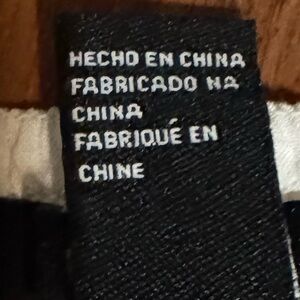 HECHO EN CHINA
FABRICADO NA
CHINA
FABRIQUÉ EN
CHINE